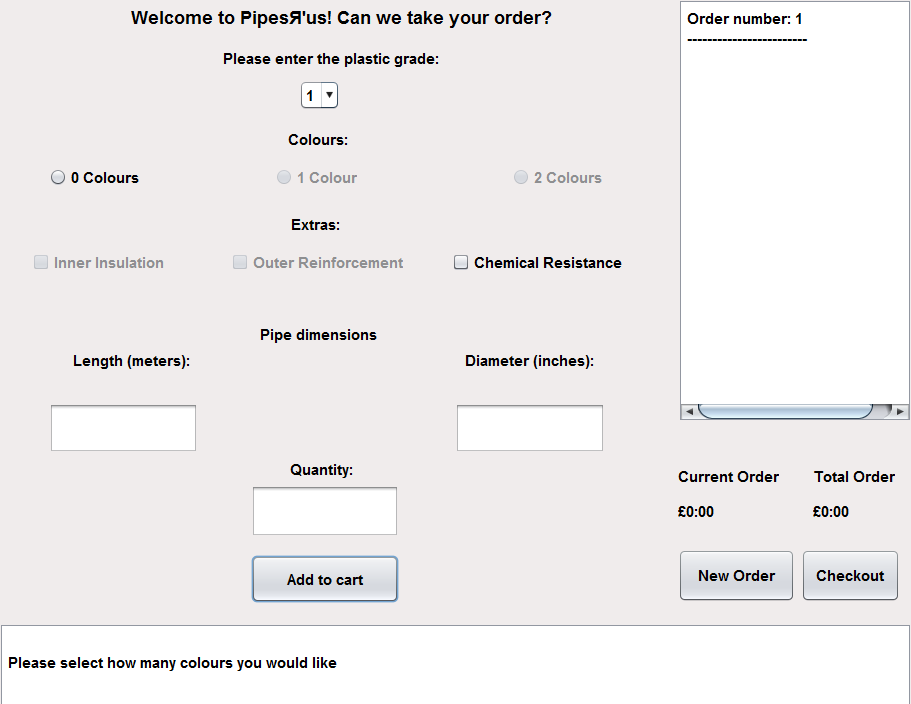 Welcome to PipesЯ'us! Can we take your order?
Please enter the plastic grade:
1
Colours:
0 Colours 1 Colour 2 Colours
Extras:
Inner Insulation Outer Reinforcement Chemical Resistance
Pipe dimensions
Length (meters): Diameter (inches):
Quantity:
Add to cart
Order number: 1
------------------------
Current Order Total Order
£0:00 £0:00
New Order Checkout
Please select how many colours you would like